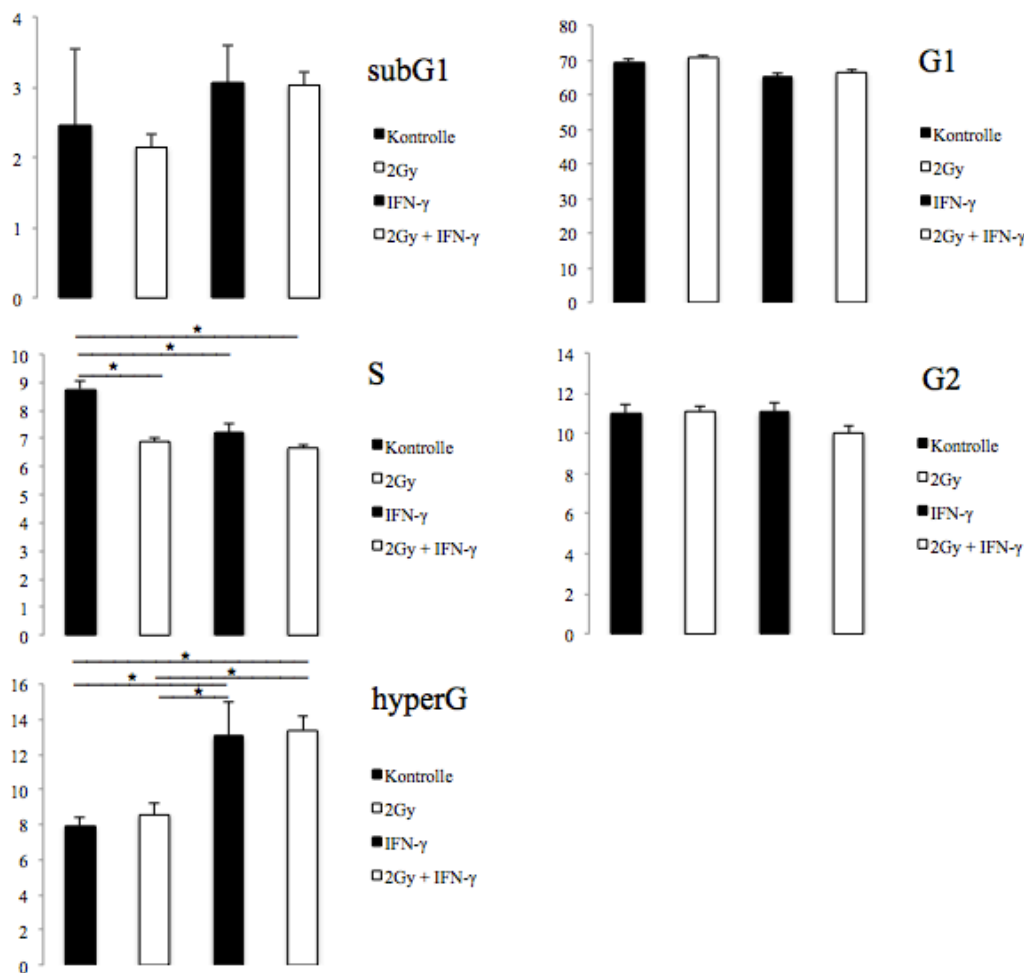 subG1
4
3
2
1
0
■Kontrolle
□2Gy
■IFN-γ
□2Gy + IFN-γ
G1
80
70
60
50
40
30
20
10
0
■Kontrolle
□2Gy
■IFN-γ
□2Gy + IFN-γ
S
*
*
*
10
9
8
7
6
5
4
3
2
1
0
■Kontrolle
□2Gy
■IFN-γ
□2Gy + IFN-γ
G2
14
12
10
8
6
4
2
0
■Kontrolle
□2Gy
■IFN-γ
□2Gy + IFN-γ
hyperG
*
*
*
*
16
14
12
10
8
6
4
2
0
■Kontrolle
□2Gy
■IFN-γ
□2Gy + IFN-γ